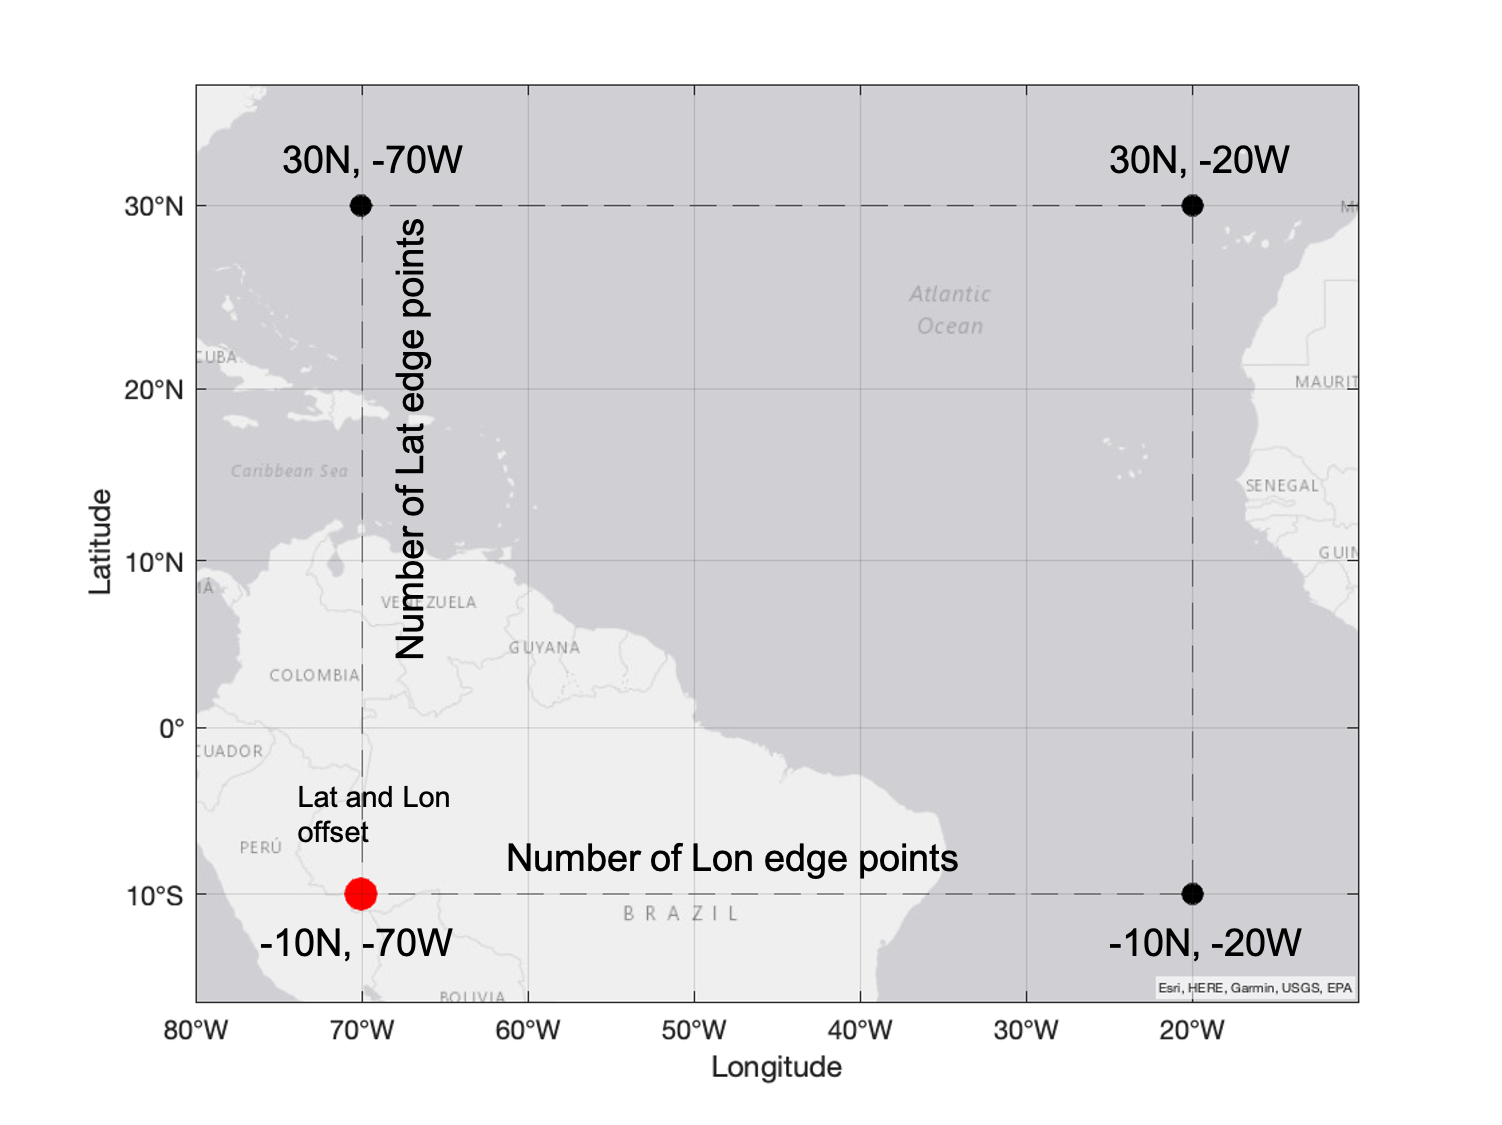 30N, -70W
30N, -20W
30°N
Number of Lat edge points
Atlantic
Ocean
CUBA
20°N
MAURIT
Caribbean Sea
SENEGAL
Latitude
10°N
GUIN
VENEZUELA
GUYANA
COLOMBIA
0°
CUADOR
Lat and Lon
offset
PERÚ
Number of Lon edge points
10°S
BRAZIL
-10N, -70W
-10N, -20W
BOLIVIA
Esri, HERE, Garmin, USGS, EPA
80°W
70°W
60°W
50°W
40°W
30°W
20°W
Longitude